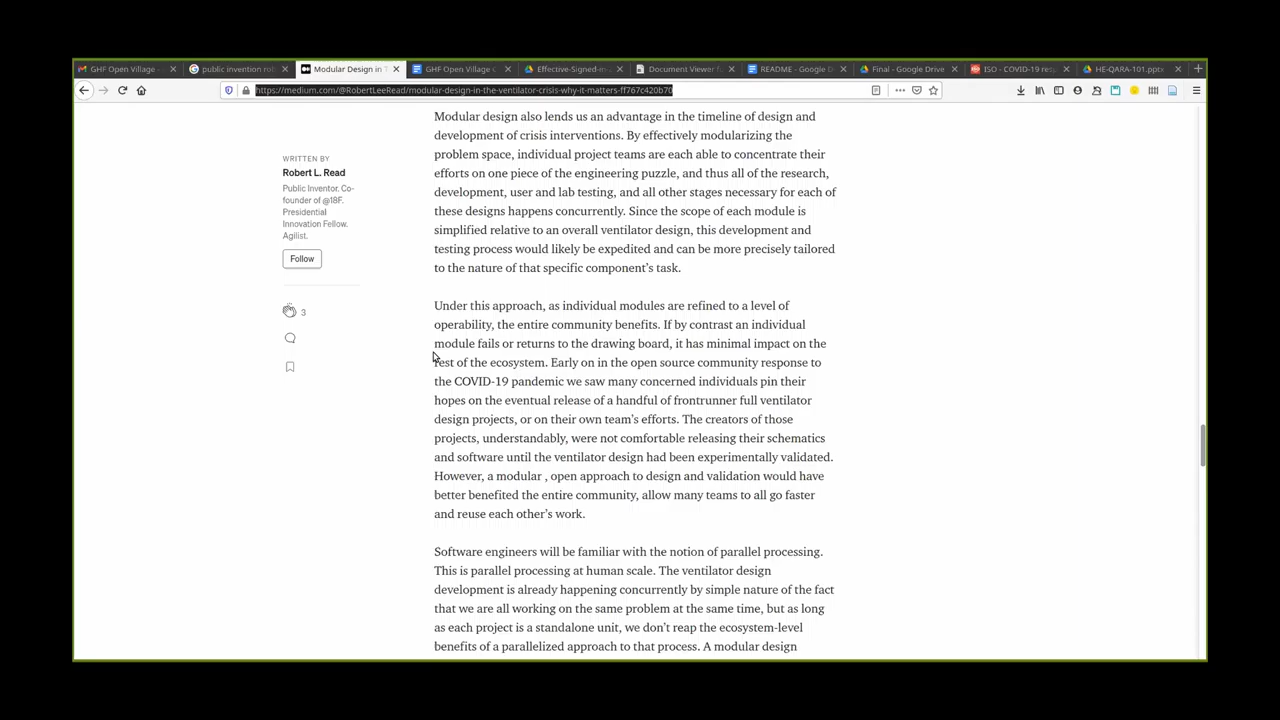 GHF Open Village -
public invention rob
Modular Design in T
GHF Open Village c
Effective-Signed-m
Document Viewer f
README - Google D
Final - Google Drive
ISO - COVID-19 res
HE-QARA-101.pptx
https://medium.com/@RobertLeeRead/modular-design-in-the-ventilator-crisis-why-it-matters-ff767c420b70
WRITTEN BY
Robert L. Read
Public Inventor. Co-
founder of @18F.
Presidential
Innovation Fellow.
Agilist.
Follow
3
Modular design also lends us an advantage in the timeline of design and
development of crisis interventions. By effectively modularizing the
problem space, individual project teams are each able to concentrate their
efforts on one piece of the engineering puzzle, and thus all of the research,
development, user and lab testing, and all other stages necessary for each of
these designs happens concurrently. Since the scope of each module is
simplified relative to an overall ventilator design, this development and
testing process would likely be expedited and can be more precisely tailored
to the nature of that specific component's task.
Under this approach, as individual modules are refined to a level of
operability, the entire community benefits. If by contrast an individual
module fails or returns to the drawing board, it has minimal impact on the
rest of the ecosystem. Early on in the open source community response to
the COVID-19 pandemic we saw many concerned individuals pin their
hopes on the eventual release of a handful of frontrunner full ventilator
design projects, or on their own team's efforts. The creators of those
projects, understandably, were not comfortable releasing their schematics
and software until the ventilator design had been experimentally validated.
However, a modular , open approach to design and validation would have
better benefited the entire community, allow many teams to all go faster
and reuse each other's work.
Software engineers will be familiar with the notion of parallel processing.
This is parallel processing at human scale. The ventilator design
development is already happening concurrently by simple nature of the fact
that we are all working on the same problem at the same time, but as long
as each project is a standalone unit, we don't reap the ecosystem-level
benefits of a parallelized approach to that process. A modular design